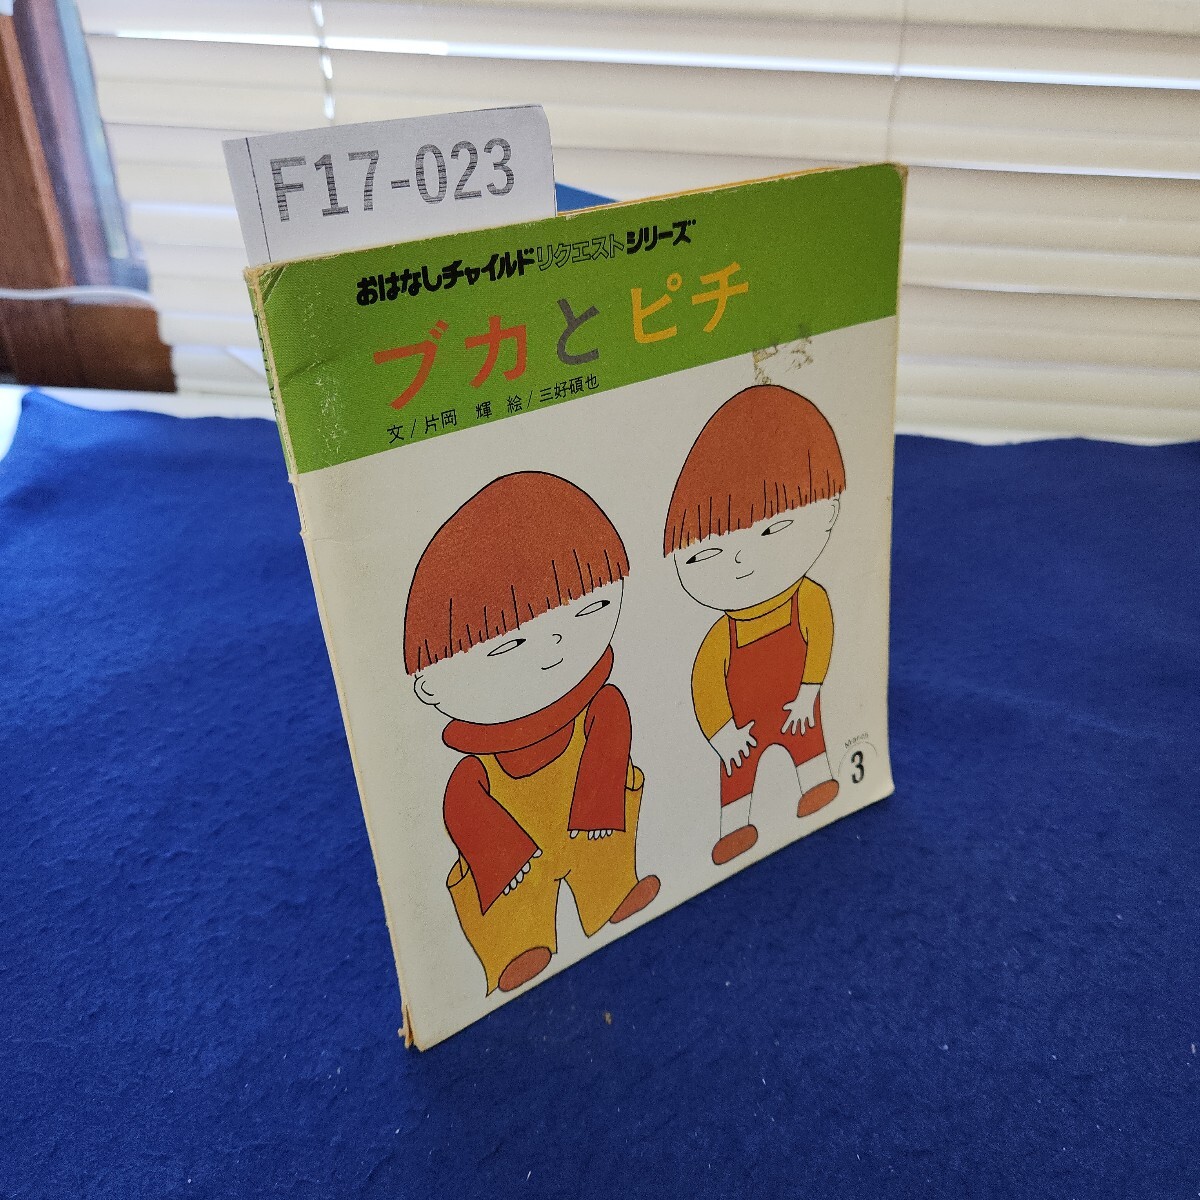 F17-023
おはなしチャイルドリクエストシリーズ
ブカとピチ
文/片岡 輝 絵/三好碩也
March
3